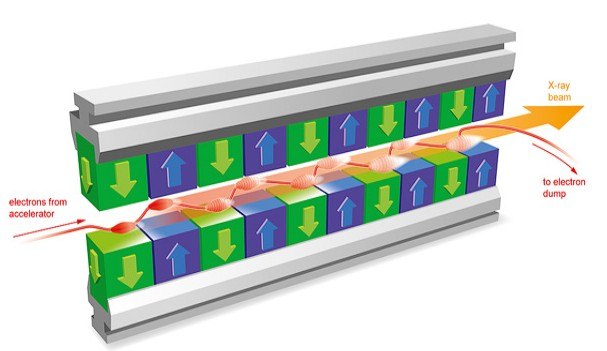 X-ray
beam
electrons from
accelerator
to electron
dump